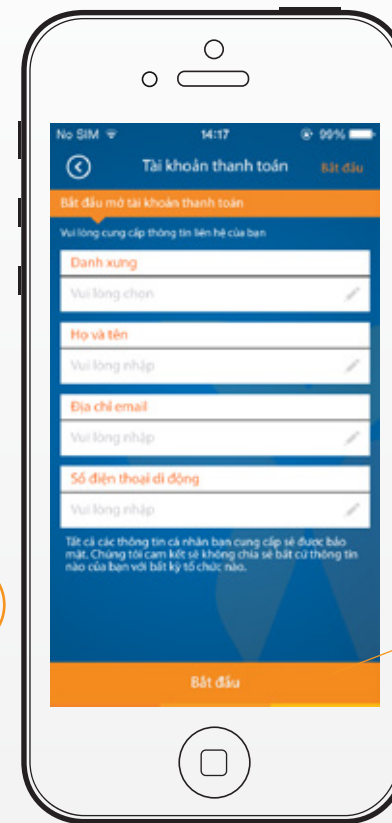 No SIM 14:17 99%
Tài khoản thanh toán Bắt đầu
Bắt đầu mở tài khoản thanh toán
Vui lòng cung cấp thông tin liên hệ của bạn
Danh xưng
Vui lòng chọn
Họ và tên
Vui lòng nhập
Địa chỉ email
Vui lòng nhập
Số điện thoại di động
Vui lòng nhập
Tất cả các thông tin cá nhân bạn cung cấp sẽ được bảo
mật. Chúng tôi cam kết sẽ không chia sẻ bất cứ thông tin
nào của bạn với bất kỳ tổ chức nào.
Bắt đầu